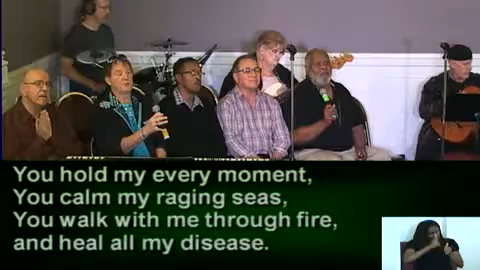 You hold my every moment,
You calm my raging seas,
You walk with me through fire,
and heal all my disease.